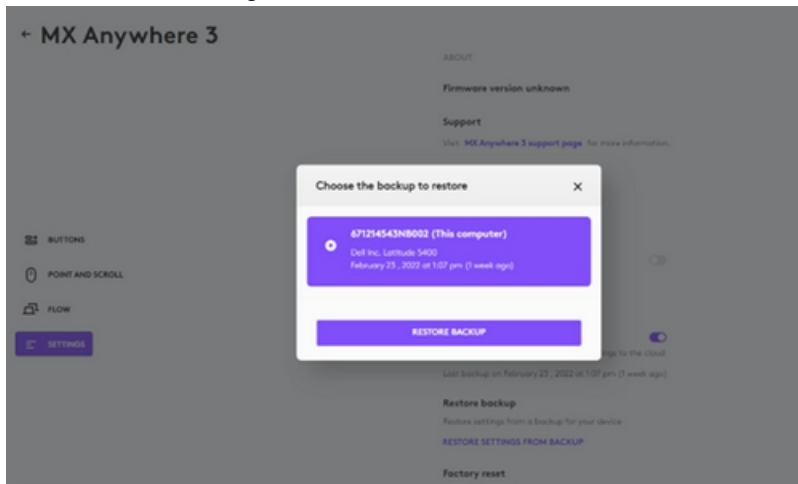 ← MX Anywhere 3
ABOUT
Firmware version unknown
Support
Visit MX Anywhere 3 support page for more information.
Choose the backup to restore
671214543NB002 (This computer)
Dell Inc. Latitude 5400
February 23, 2022 at 1:07 pm (1 week ago)
RESTORE BACKUP
BUTTONS
POINT AND SCROLL
FLOW
SETTINGS
to the cloud
Last backup on February 23, 2022 at 1:07 pm (1 week ago)
Restore backup
Restore settings from a backup for your device
RESTORE SETTINGS FROM BACKUP
Factory reset